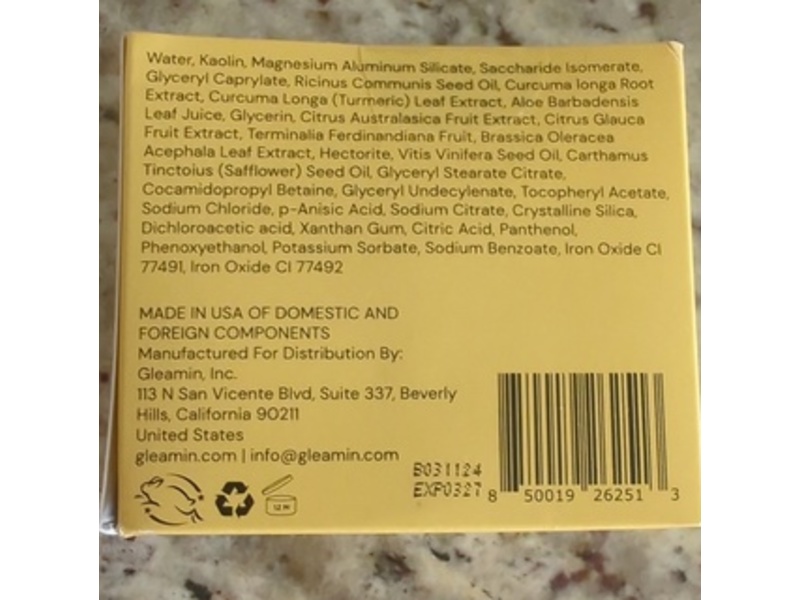 Water, Kaolin, Magnesium Aluminum Silicate, Saccharide Isomerate,
Glyceryl Caprylate, Ricinus Communis Seed Oil, Curcuma longa Root
Extract, Curcuma Longa (Turmeric) Leaf Extract, Aloe Barbadensis
Leaf Juice, Glycerin, Citrus Australasica Fruit Extract, Citrus Glauca
Fruit Extract, Terminalia Ferdinandiana Fruit, Brassica Oleracea
Acephala Leaf Extract, Hectorite, Vitis Vinifera Seed Oil, Carthamus
Tinctoius (Safflower) Seed Oil, Glyceryl Stearate Citrate,
Cocamidopropyl Betaine, Glyceryl Undecylenate, Tocopheryl Acetate,
Sodium Chloride, p-Anisic Acid, Sodium Citrate, Crystalline Silica,
Dichloroacetic acid, Xanthan Gum, Citric Acid, Panthenol,
Phenoxyethanol, Potassium Sorbate, Sodium Benzoate, Iron Oxide CI
77491, Iron Oxide CI 77492
MADE IN USA OF DOMESTIC AND
FOREIGN COMPONENTS
Manufactured For Distribution By:
Gleamin, Inc.
113 N San Vicente Blvd, Suite 337, Beverly
Hills, California 90211
United States
gleamin.com | info@gleamin.com
B031124
EXP0327
12 M
8 50019 26251 3